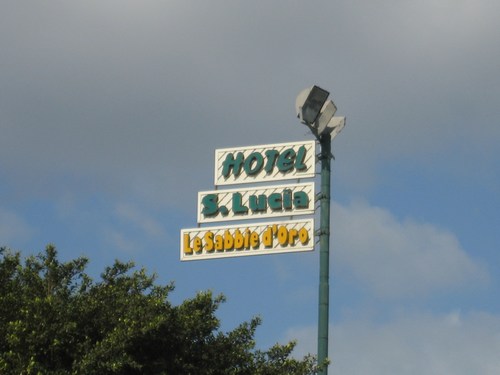 HOTEL
S. Lucia
Le Sabbie d'Oro